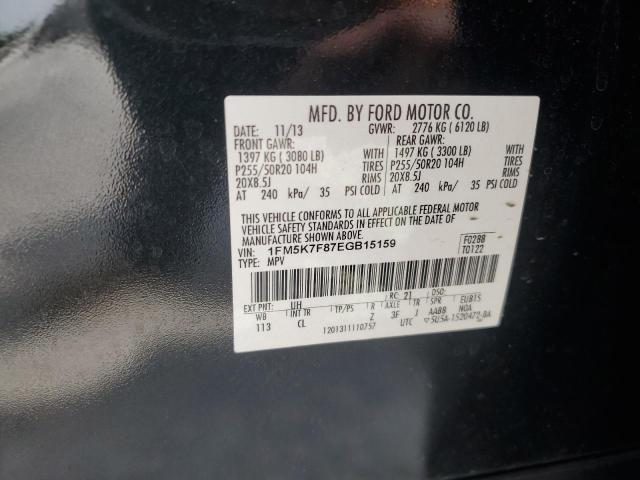 MFD. BY FORD MOTOR CO.
DATE: 11/13 GVWR: 2776 KG ( 6120 LB)
FRONT GAWR: REAR GAWR:
1397 KG ( 3080 LB) WITH 1497 KG ( 3300 LB) WITH
P255/50R20 104H TIRES P255/50R20 104H TIRES
20X8.5J RIMS 20X8.5J RIMS
AT 240 kPa/ 35 PSI COLD AT 240 kPa/ 35 PSI COLD
THIS VEHICLE CONFORMS TO ALL APPLICABLE FEDERAL MOTOR
VEHICLE SAFETY STANDARDS IN EFFECT ON THE DATE OF
MANUFACTURE SHOWN ABOVE.
VIN: 1FM5K7F87EGB15159 F0288
TYPE: MPV T0122
EXT PNT: UH RC: 21 DSO:
WB INT TR TP/PS R AXLE TR SPR EUB15
113 CL Z 3F J AABB NOA
1201311110757 UTC